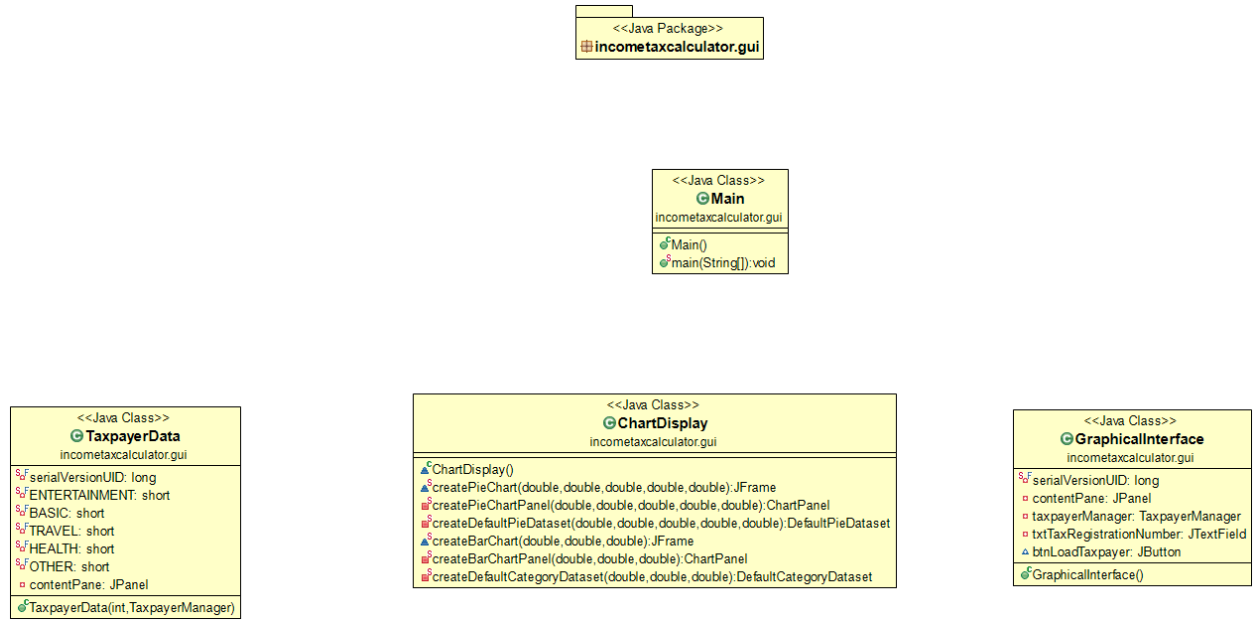 <<Java Package>>
incometaxcalculator.gui
<<Java Class>>
Main
incometaxcalculator.gui
Main()
main(String[]):void
<<Java Class>>
TaxpayerData
incometaxcalculator.gui
serialVersionUID: long
ENTERTAINMENT: short
BASIC: short
TRAVEL: short
HEALTH: short
OTHER: short
contentPane: JPanel
TaxpayerData(int,TaxpayerManager)
<<Java Class>>
ChartDisplay
incometaxcalculator.gui
ChartDisplay()
createPieChart(double,double,double,double,double):JFrame
createPieChartPanel(double,double,double,double,double):ChartPanel
createDefaultPieDataset(double,double,double,double,double):DefaultPieDataset
createBarChart(double,double,double):JFrame
createBarChartPanel(double,double,double):ChartPanel
createDefaultCategoryDataset(double,double,double):DefaultCategoryDataset
<<Java Class>>
GraphicalInterface
incometaxcalculator.gui
serialVersionUID: long
contentPane: JPanel
taxpayerManager: TaxpayerManager
txtTaxRegistrationNumber: JTextField
btnLoadTaxpayer: JButton
GraphicalInterface()